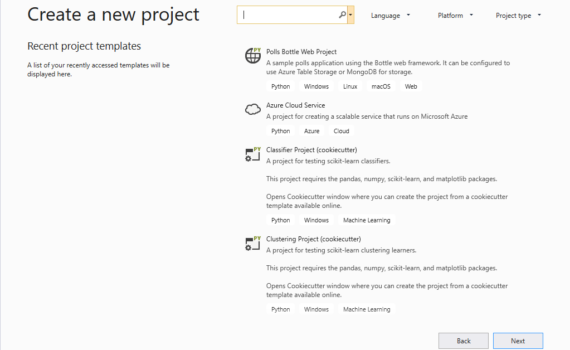 Create a new project
Language
Platform
Project type
Recent project templates
A list of your recently accessed templates will be
displayed here.
PY
Polls Bottle Web Project
A sample polls application using the Bottle web framework. It can be configured to
use Azure Table Storage or MongoDB for storage.
Python Windows Linux macOS Web
Azure Cloud Service
A project for creating a scalable service that runs on Microsoft Azure
Python Azure Cloud
PY
Classifier Project (cookiecutter)
A project for testing scikit-learn classifiers.
This project requires the pandas, numpy, scikit-learn, and matplotlib packages.
Opens Cookiecutter window where you can create the project from a cookiecutter
template available online.
Python Windows Machine Learning
PY
Clustering Project (cookiecutter)
A project for testing scikit-learn clustering learners.
This project requires the pandas, numpy, scikit-learn, and matplotlib packages.
Opens Cookiecutter window where you can create the project from a cookiecutter
template available online.
Python Windows Machine Learning
Back Next